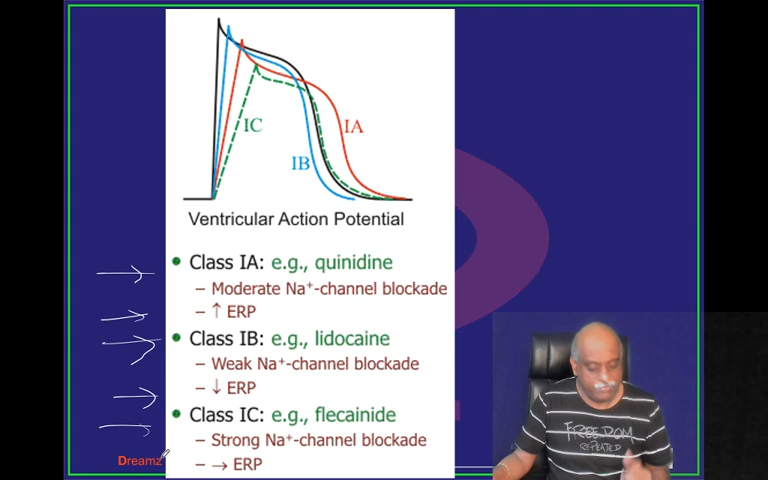 IC
IA
IB
Ventricular Action Potential
• Class IA: e.g., quinidine
– Moderate Na⁺-channel blockade
– ↑ ERP
• Class IB: e.g., lidocaine
– Weak Na⁺-channel blockade
– ↓ ERP
• Class IC: e.g., flecainide
– Strong Na⁺-channel blockade
– → ERP
Dreamz
FREEDOM
REPEATED